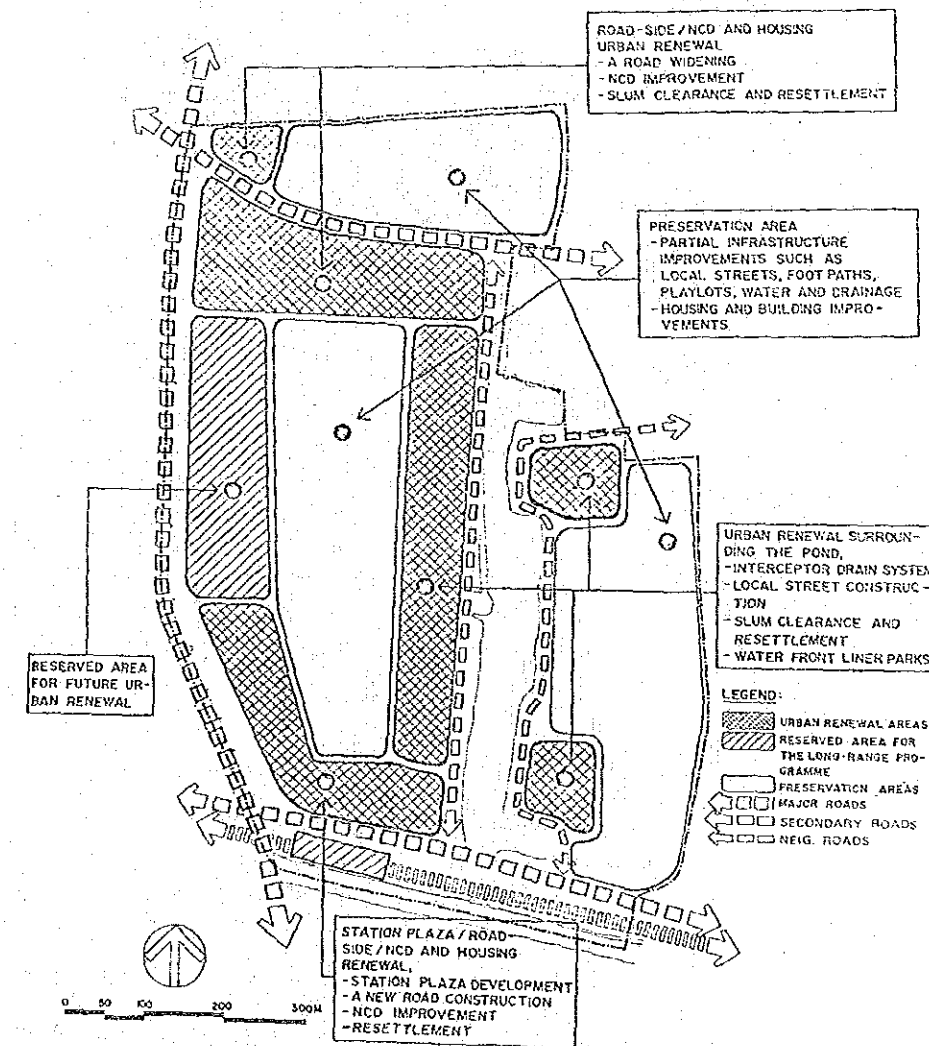 ROAD-SIDE/NCD AND HOUSING
URBAN RENEWAL
-A ROAD WIDENING
-NCD IMPROVEMENT
-SLUM CLEARANCE AND RESETTLEMENT
PRESERVATION AREA
-PARTIAL INFRASTRUCTURE
IMPROVEMENTS SUCH AS
LOCAL STREETS, FOOT PATHS,
PLAYLOTS, WATER AND DRAINAGE
-HOUSING AND BUILDING IMPRO-
VEMENTS
URBAN RENEWAL SURROUN-
DING THE POND,
-INTERCEPTOR DRAIN SYSTEM
-LOCAL STREET CONSTRUC-
TION
-SLUM CLEARANCE AND
RESETTLEMENT
-WATER FRONT LINER PARKS
RESERVED AREA
FOR FUTURE UR-
BAN RENEWAL
LEGEND:
URBAN RENEWAL AREAS
RESERVED AREA FOR
THE LONG-RANGE PRO-
GRAMME
PRESERVATION AREAS
MAJOR ROADS
SECONDARY ROADS
NEIG. ROADS
STATION PLAZA/ROAD-
SIDE/NCD AND HOUSING
RENEWAL,
-STATION PLAZA DEVELOPMENT
-A NEW ROAD CONSTRUCTION
-NCD IMPROVEMENT
-RESETTLEMENT
0 50 100 200 300M